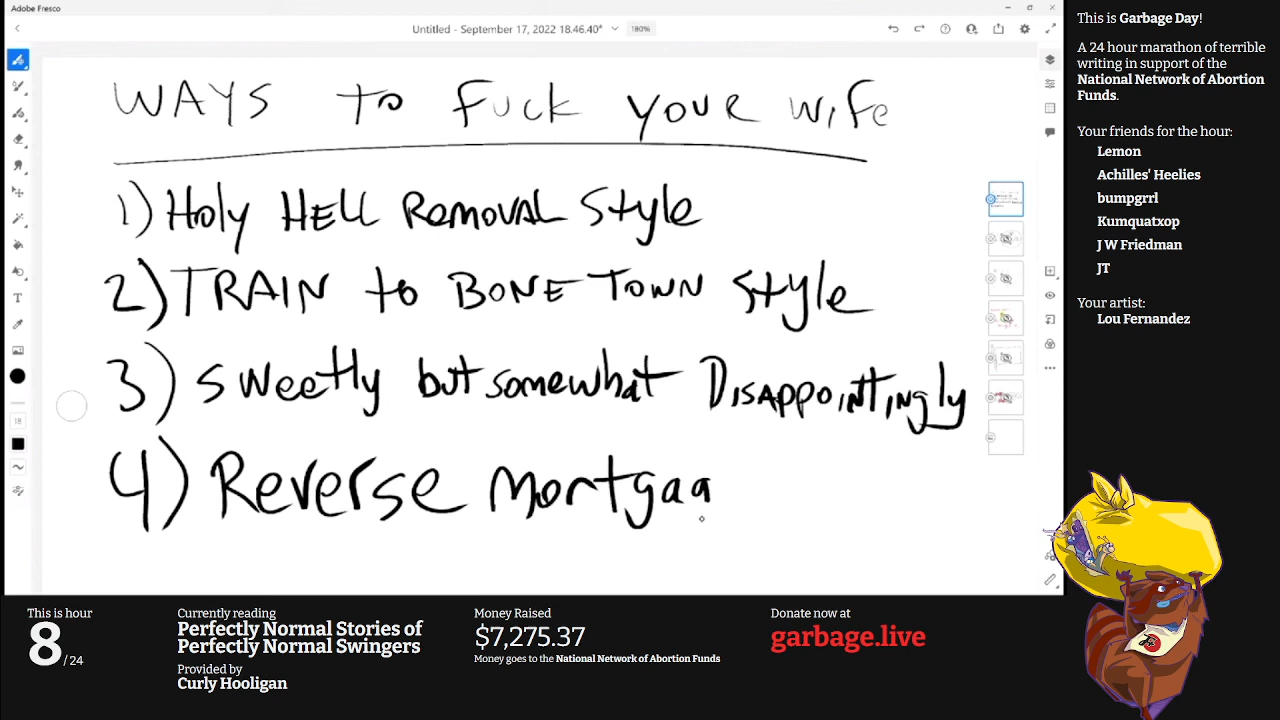 Adobe Fresco
Untitled - September 17, 2022 18.46.40*
180%
WAYS to Fuck your wife
1) Holy HELL Removal Style
2) TRAIN to BONE TOWN Style
3) sweetly but somewhat Disappointingly
4) Reverse mortgaa
18
This is Garbage Day!
A 24 hour marathon of terrible
writing in support of the
National Network of Abortion
Funds.
Your friends for the hour:
Lemon
Achilles' Heelies
bumpgrrl
Kumquatxop
J W Friedman
JT
Your artist:
Lou Fernandez
This is hour
8/24
Currently reading
Perfectly Normal Stories of
Perfectly Normal Swingers
Provided by
Curly Hooligan
Money Raised
$7,275.37
Money goes to the National Network of Abortion Funds
Donate now at
garbage.live